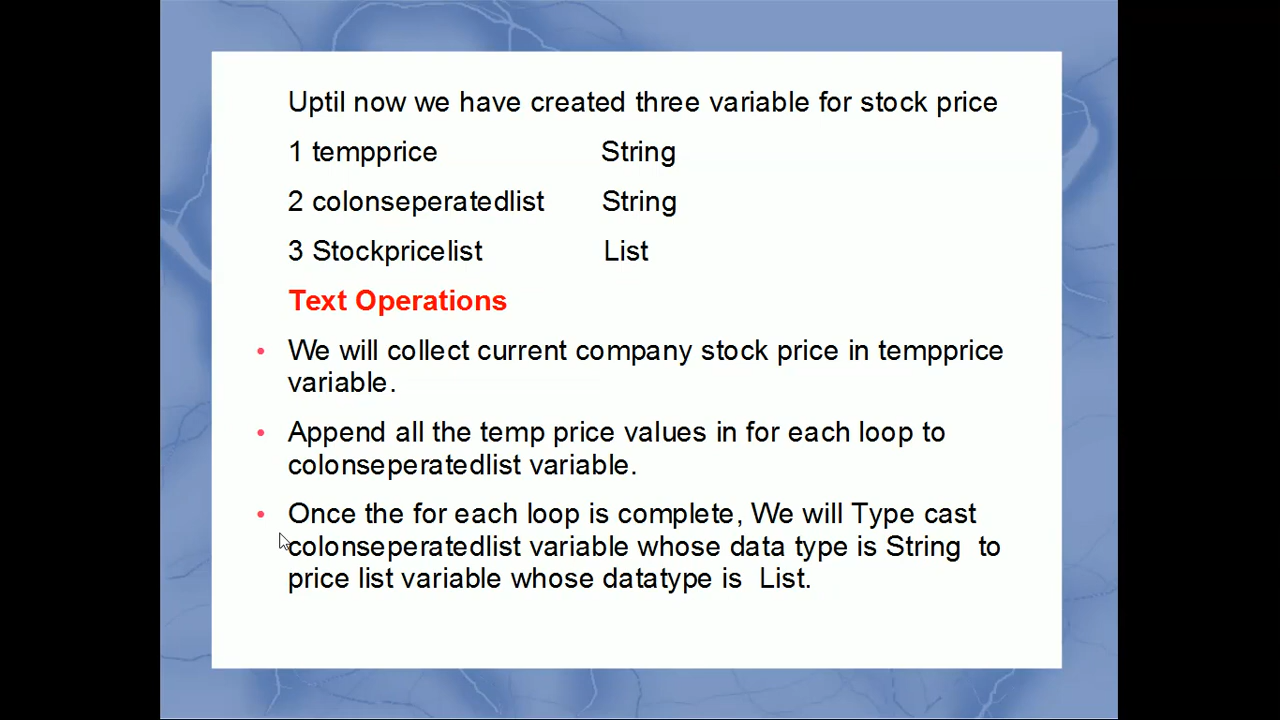 Uptil now we have created three variable for stock price
1 tempprice String
2 colonseperatedlist String
3 Stockpricelist List
Text Operations
• We will collect current company stock price in tempprice
variable.
• Append all the temp price values in for each loop to
colonseperatedlist variable.
• Once the for each loop is complete, We will Type cast
colonseperatedlist variable whose data type is String to
price list variable whose datatype is List.